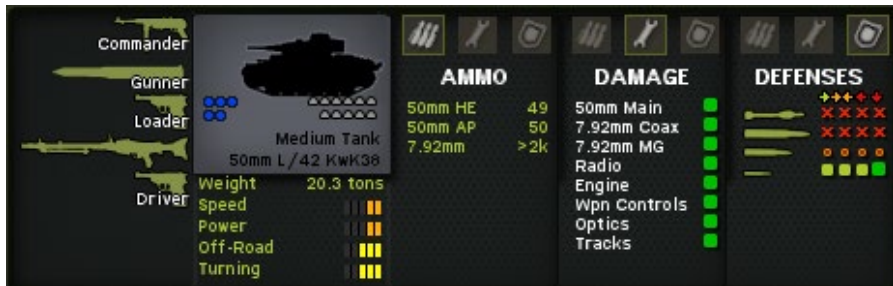 Commander
Gunner
Loader
Driver
Medium Tank
50mm L/42 KwK38
Weight 20.3 tons
Speed
Power
Off-Road
Turning
AMMO
50mm HE 49
50mm AP 50
7.92mm >2k
DAMAGE
50mm Main
7.92mm Coax
7.92mm MG
Radio
Engine
Wpn Controls
Optics
Tracks
DEFENSES